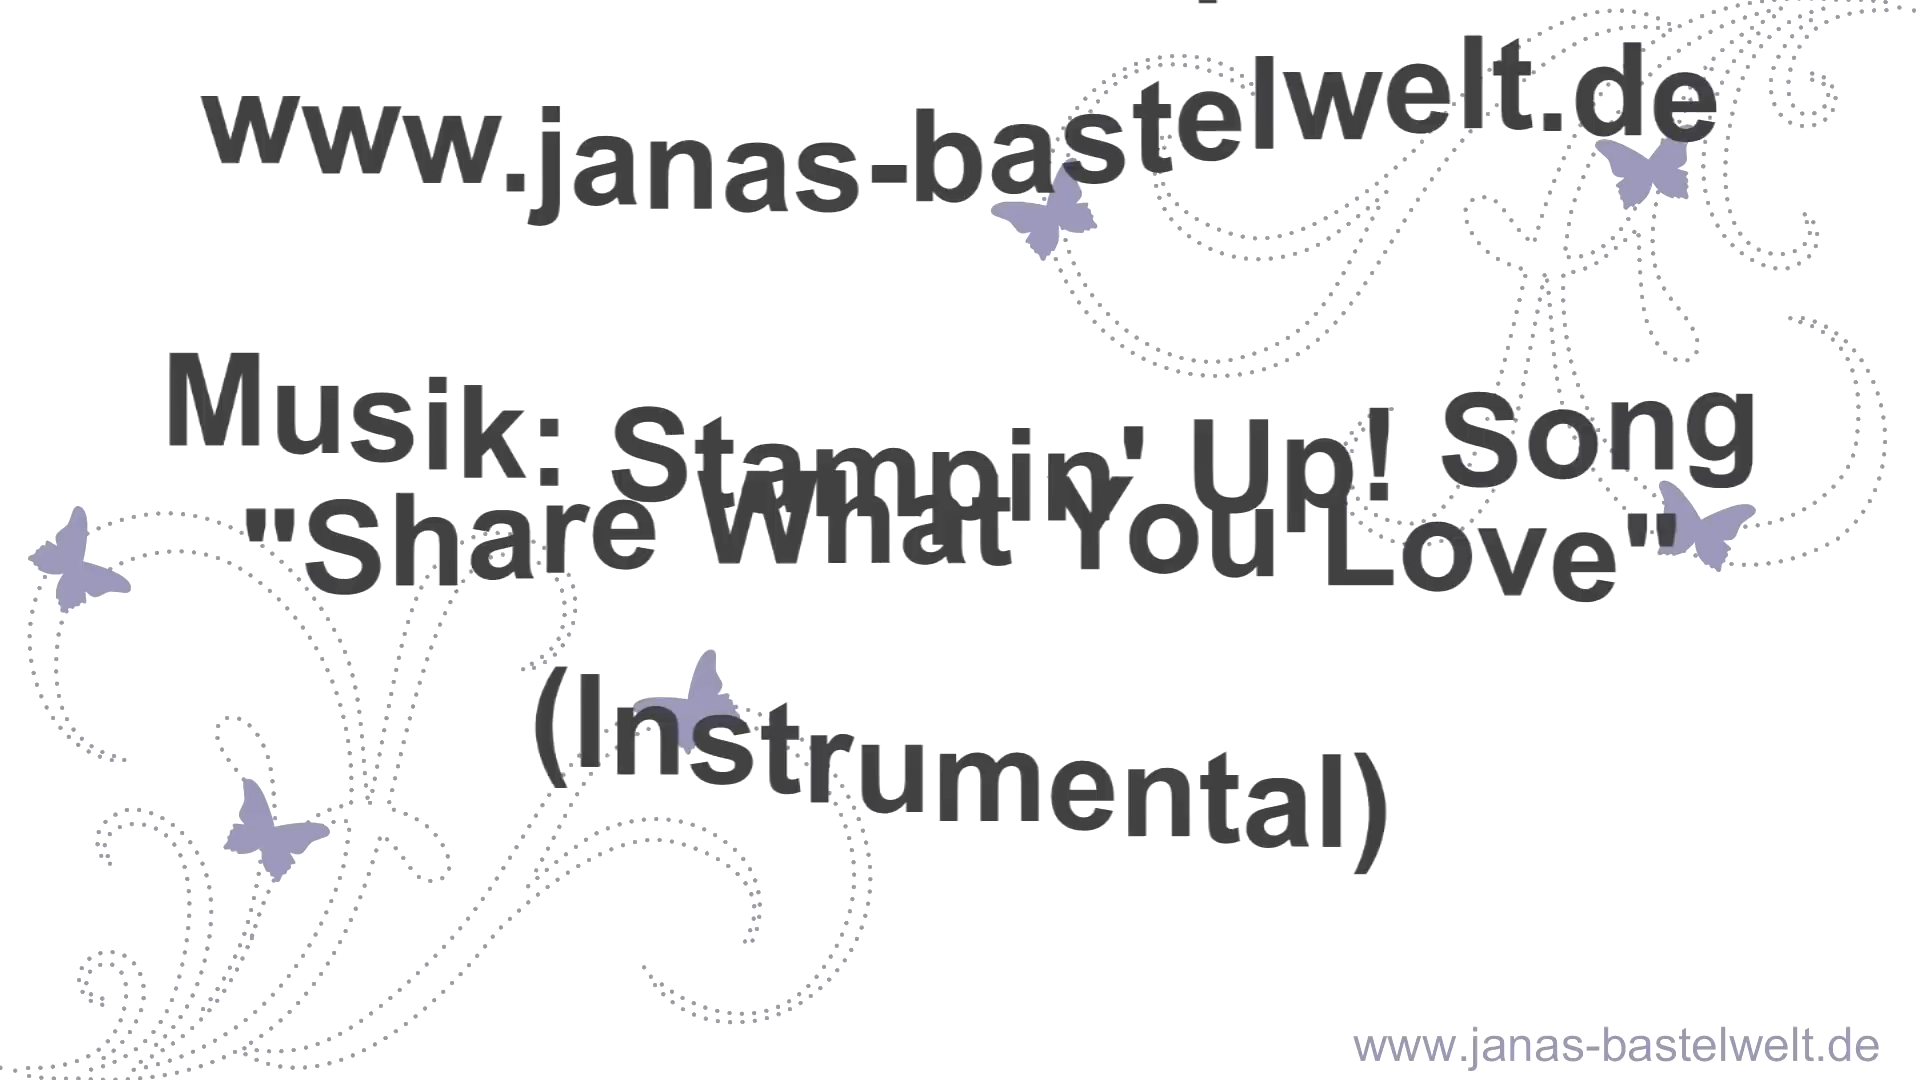 www.janas-bastelwelt.de
Musik: Stampin' Up! Song
"Share What You Love"
(Instrumental)
www.janas-bastelwelt.de